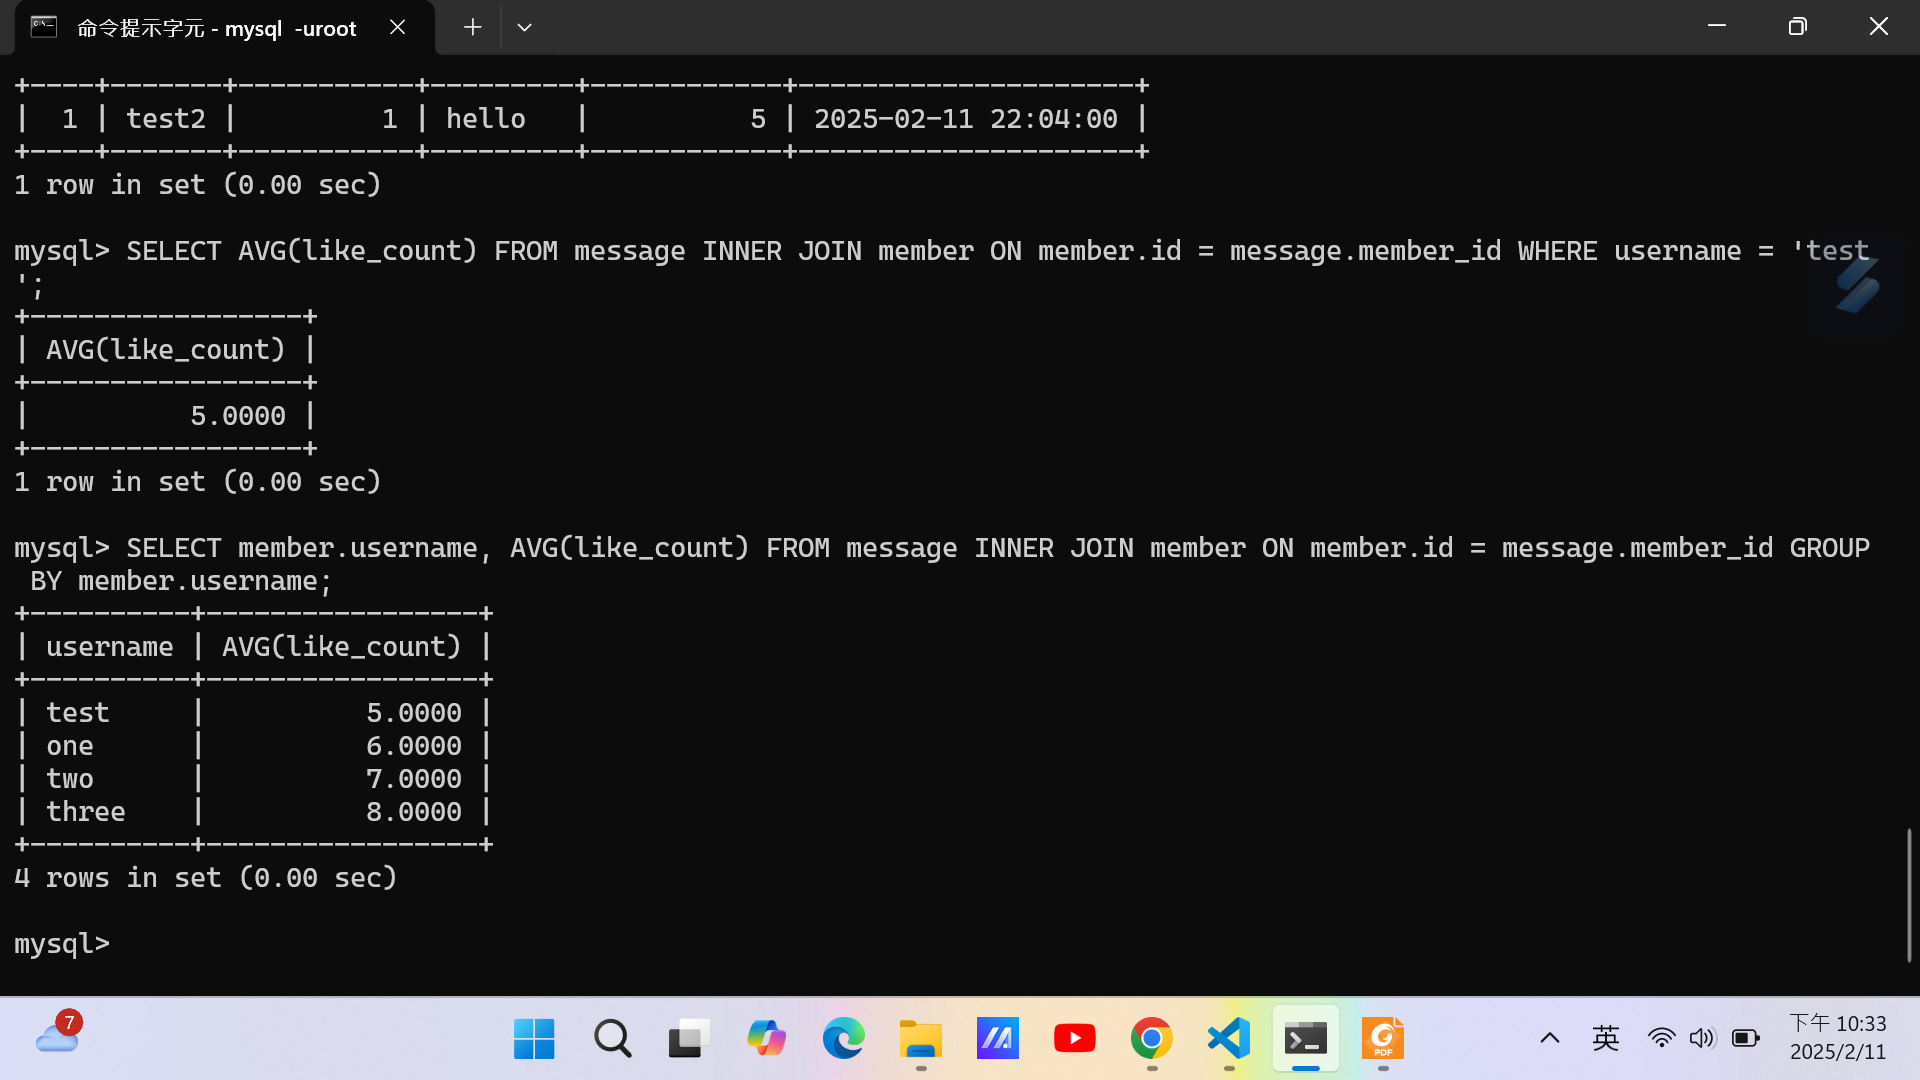 命令提示字元 - mysql  -uroot
+----+-------+-----------+---------+------------+---------------------+
|  1 | test2 |         1 | hello   |          5 | 2025-02-11 22:04:00 |
+----+-------+-----------+---------+------------+---------------------+
1 row in set (0.00 sec)
mysql> SELECT AVG(like_count) FROM message INNER JOIN member ON member.id = message.member_id WHERE username = 'test
';
+-----------------+
| AVG(like_count) |
+-----------------+
|          5.0000 |
+-----------------+
1 row in set (0.00 sec)
mysql> SELECT member.username, AVG(like_count) FROM message INNER JOIN member ON member.id = message.member_id GROUP
 BY member.username;
+----------+-----------------+
| username | AVG(like_count) |
+----------+-----------------+
| test     |          5.0000 |
| one      |          6.0000 |
| two      |          7.0000 |
| three    |          8.0000 |
+----------+-----------------+
4 rows in set (0.00 sec)
mysql>
7
PDF
英
下午 10:33
2025/2/11